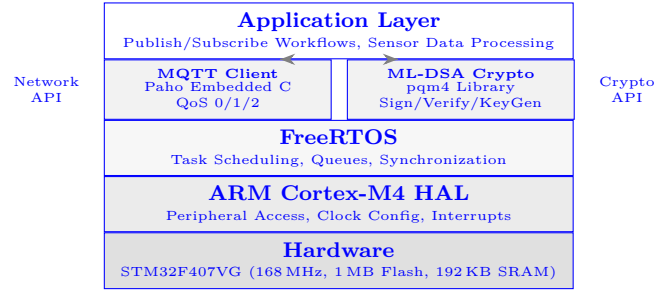 Application Layer
Publish/Subscribe Workflows, Sensor Data Processing
Network
API
MQTT Client
Paho Embedded C
QoS 0/1/2
ML-DSA Crypto
pqm4 Library
Sign/Verify/KeyGen
Crypto
API
FreeRTOS
Task Scheduling, Queues, Synchronization
ARM Cortex-M4 HAL
Peripheral Access, Clock Config, Interrupts
Hardware
STM32F407VG (168 MHz, 1 MB Flash, 192 KB SRAM)